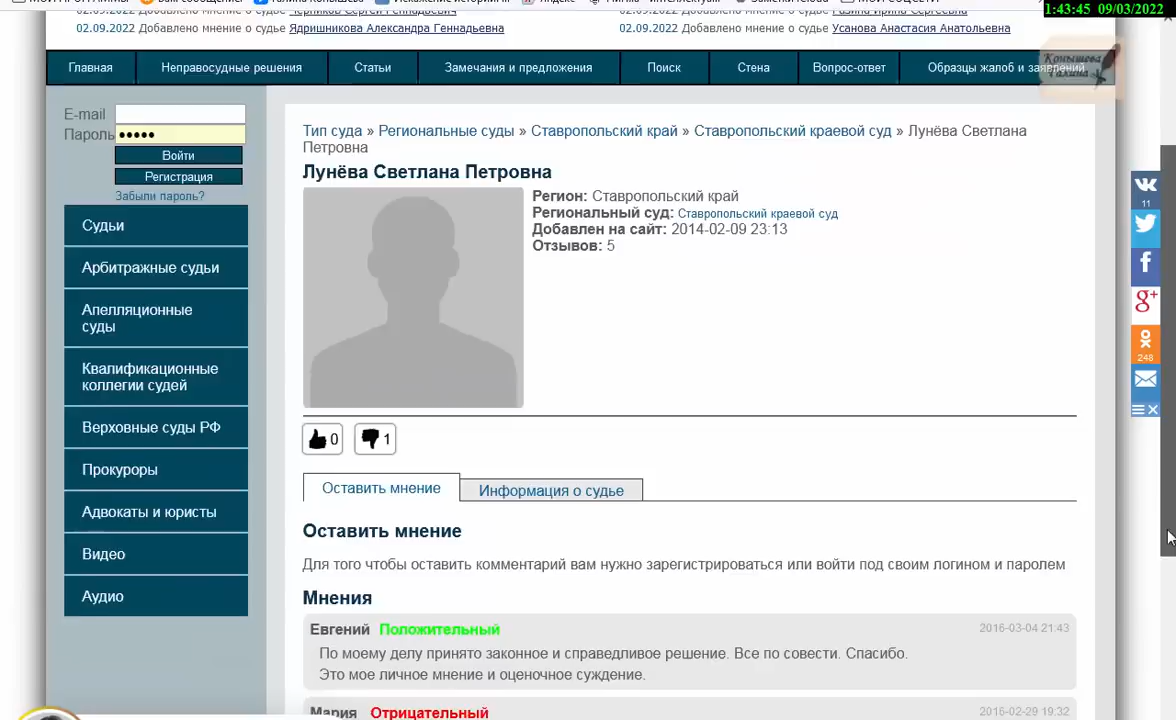 1:43:45 09/03/2022
02.09.2022 Добавлено мнение о судье Ядришникова Александра Геннадьевна
02.09.2022 Добавлено мнение о судье Усанова Анастасия Анатольевна
Главная
Неправосудные решения
Статьи
Замечания и предложения
Поиск
Стена
Вопрос-ответ
Образцы жалоб и заявлений
Конышова
Галина
E-mail
Пароль
Войти
Регистрация
Забыли пароль?
Судьи
Арбитражные судьи
Апелляционные
суды
Квалификационные
коллегии судей
Верховные суды РФ
Прокуроры
Адвокаты и юристы
Видео
Аудио
Тип суда » Региональные суды » Ставропольский край » Ставропольский краевой суд » Лунёва Светлана
Петровна
Лунёва Светлана Петровна
Регион: Ставропольский край
Региональный суд: Ставропольский краевой суд
Добавлен на сайт: 2014-02-09 23:13
Отзывов: 5
0
1
Оставить мнение
Информация о судье
Оставить мнение
Для того чтобы оставить комментарий вам нужно зарегистрироваться или войти под своим логином и паролем
Мнения
Евгений Положительный 2016-03-04 21:43
По моему делу принято законное и справедливое решение. Все по совести. Спасибо.
Это мое личное мнение и оценочное суждение.
Мария Отрицательный 2016-02-29 19:32
11
g+
248